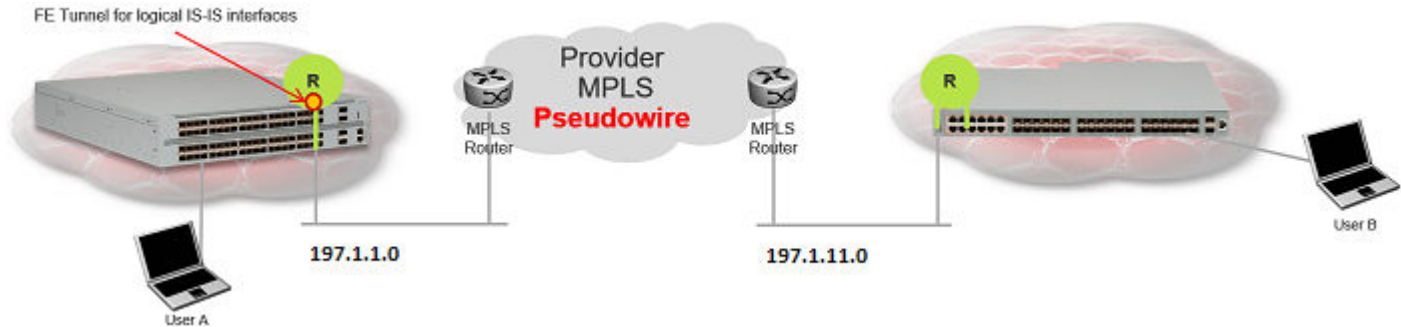 FE Tunnel for logical IS-IS interfaces
R
Provider
MPLS
Pseudowire
R
MPLS
Router
MPLS
Router
197.1.1.0
197.1.11.0
User B
User A